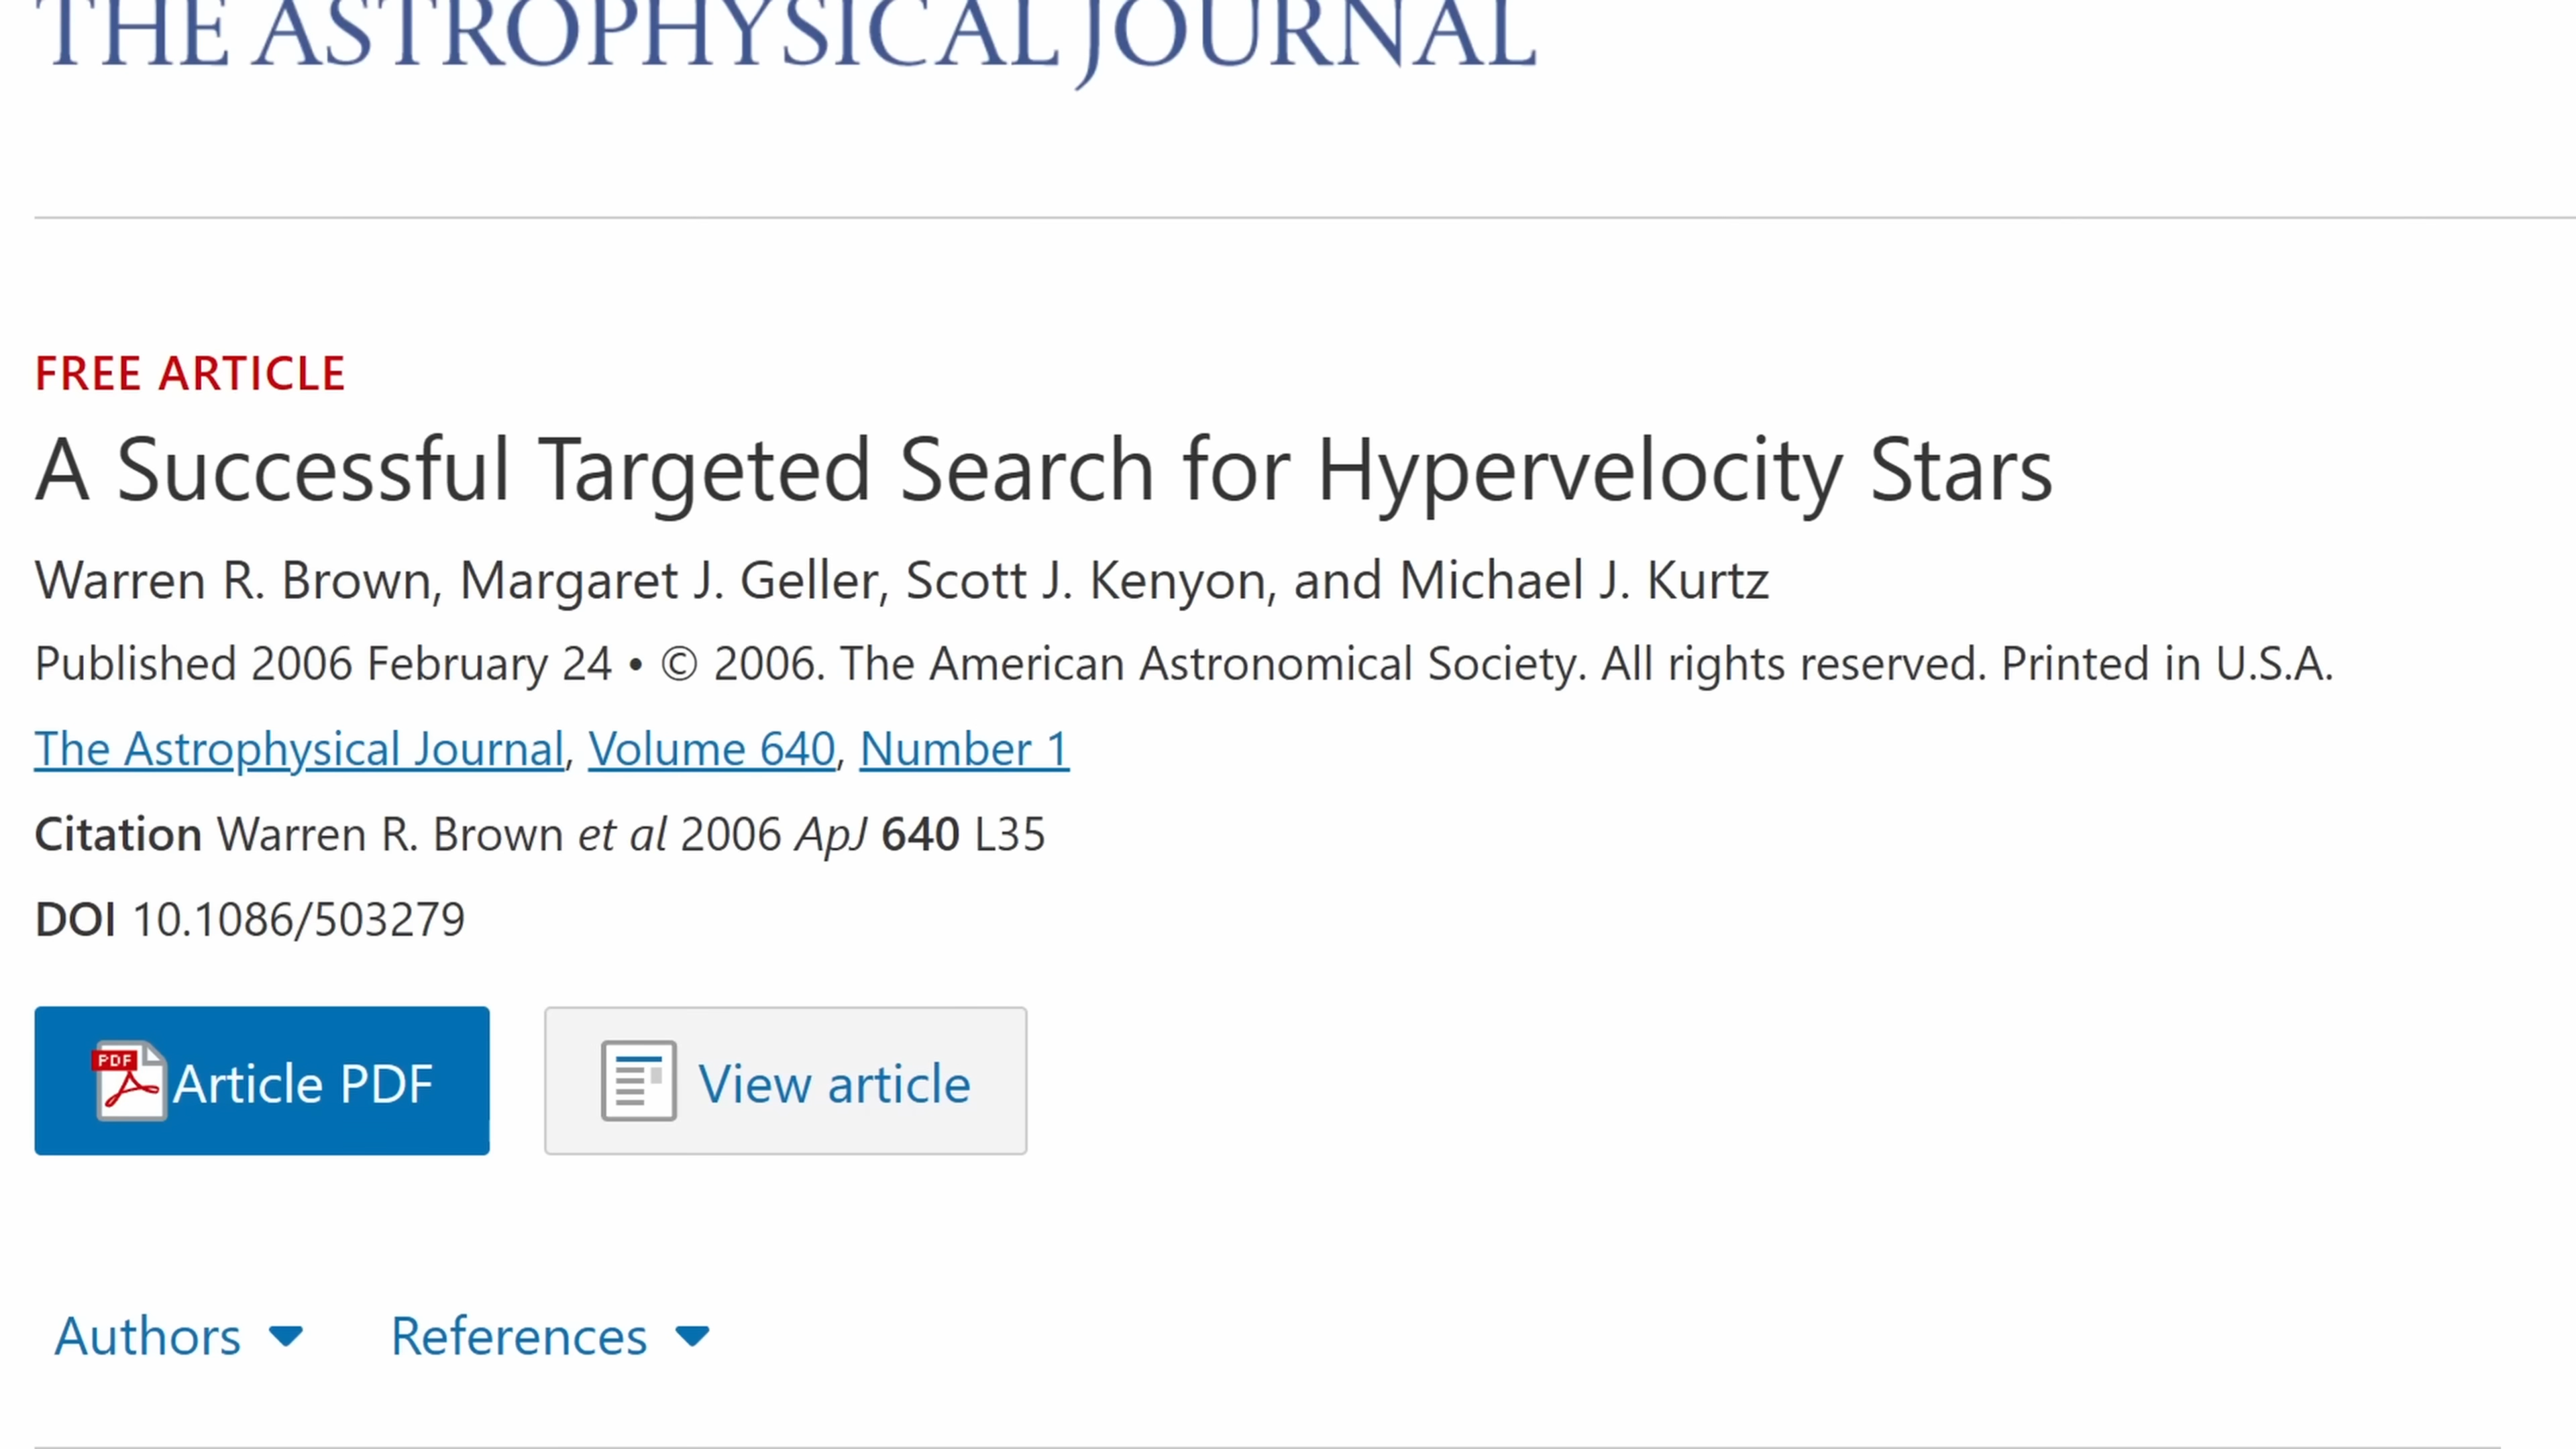 THE ASTROPHYSICAL JOURNAL
FREE ARTICLE
A Successful Targeted Search for Hypervelocity Stars
Warren R. Brown, Margaret J. Geller, Scott J. Kenyon, and Michael J. Kurtz
Published 2006 February 24 • © 2006. The American Astronomical Society. All rights reserved. Printed in U.S.A.
The Astrophysical Journal, Volume 640, Number 1
Citation Warren R. Brown et al 2006 ApJ 640 L35
DOI 10.1086/503279
PDF Article PDF View article
Authors References